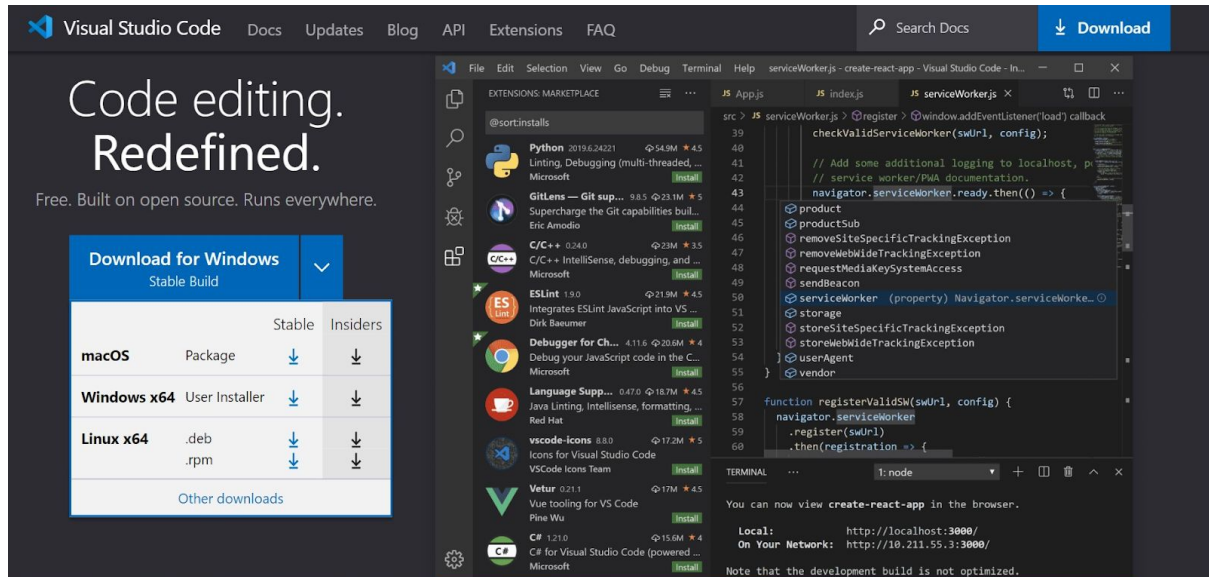 Visual Studio Code Docs Updates Blog API Extensions FAQ Search Docs Download
Code editing.
Redefined.
Free. Built on open source. Runs everywhere.
Download for Windows
Stable Build
Stable Insiders
macOS Package
Windows x64 User Installer
Linux x64 .deb
.rpm
Other downloads
File Edit Selection View Go Debug Terminal Help serviceWorker.js - create-react-app - Visual Studio Code - In...
EXTENSIONS: MARKETPLACE ...
@sort:installs
Python 2019.6.24221 54.9M ★ 4.5
Linting, Debugging (multi-threaded, ...
Microsoft Install
GitLens — Git sup... 9.8.5 23.1M ★ 5
Supercharge the Git capabilities buil...
Eric Amodio Install
C/C++
C/C++ 0.24.0 23M ★ 3.5
C/C++ IntelliSense, debugging, and ...
Microsoft Install
ES
Lint
ESLint 1.9.0 21.9M ★ 4.5
Integrates ESLint JavaScript into VS ...
Dirk Baeumer Install
Debugger for Ch... 4.11.6 20.6M ★ 4
Debug your JavaScript code in the C...
Microsoft Install
Language Supp... 0.47.0 18.7M ★ 4.5
Java Linting, Intellisense, formatting, ...
Red Hat Install
vscode-icons 8.8.0 17.2M ★ 5
Icons for Visual Studio Code
VSCode Icons Team Install
Vetur 0.21.1 17M ★ 4.5
Vue tooling for VS Code
Pine Wu Install
C#
C# 1.21.0 15.6M ★ 4
C# for Visual Studio Code (powered ...
Microsoft Install
JS App.js JS index.js JS serviceWorker.js ×
src > JS serviceWorker.js > register > window.addEventListener('load') callback
39 checkValidServiceWorker(swUrl, config);
40
41 // Add some additional logging to localhost, p
42 // service worker/PWA documentation.
43 navigator.serviceWorker.ready.then(() => {
44 product
45 productSub
46 removeSiteSpecificTrackingException
47 removeWebWideTrackingException
48 requestMediaKeySystemAccess
49 sendBeacon
50 serviceWorker (property) Navigator.serviceWorke...
51 storage
52 storeSiteSpecificTrackingException
53 storeWebWideTrackingException
54 } userAgent
55 } vendor
56
57 function registerValidSW(swUrl, config) {
58 navigator.serviceWorker
59 .register(swUrl)
60 .then(registration => {
TERMINAL ... 1: node
You can now view create-react-app in the browser.
Local: http://localhost:3000/
On Your Network: http://10.211.55.3:3000/
Note that the development build is not optimized.